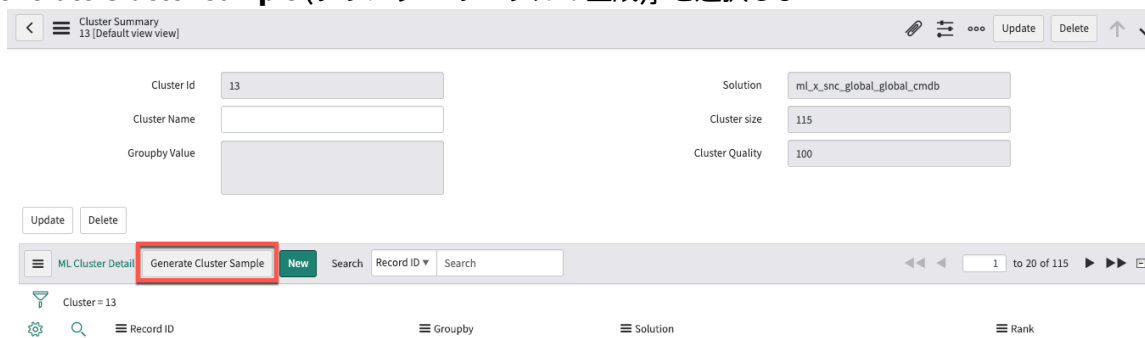 Cluster Summary
13 [Default view view]
Update Delete
Cluster Id 13
Solution ml_x_snc_global_global_cmdb
Cluster Name
Cluster size 115
Groupby Value
Cluster Quality 100
Update Delete
ML Cluster Detail Generate Cluster Sample New Search Record ID Search 1 to 20 of 115
Cluster = 13
Record ID Groupby Solution Rank